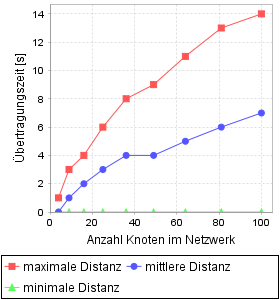 14
12
10
8
6
4
2
0
Übertragungszeit [s]
0 20 40 60 80 100
Anzahl Knoten im Netzwerk
maximale Distanz mittlere Distanz
minimale Distanz